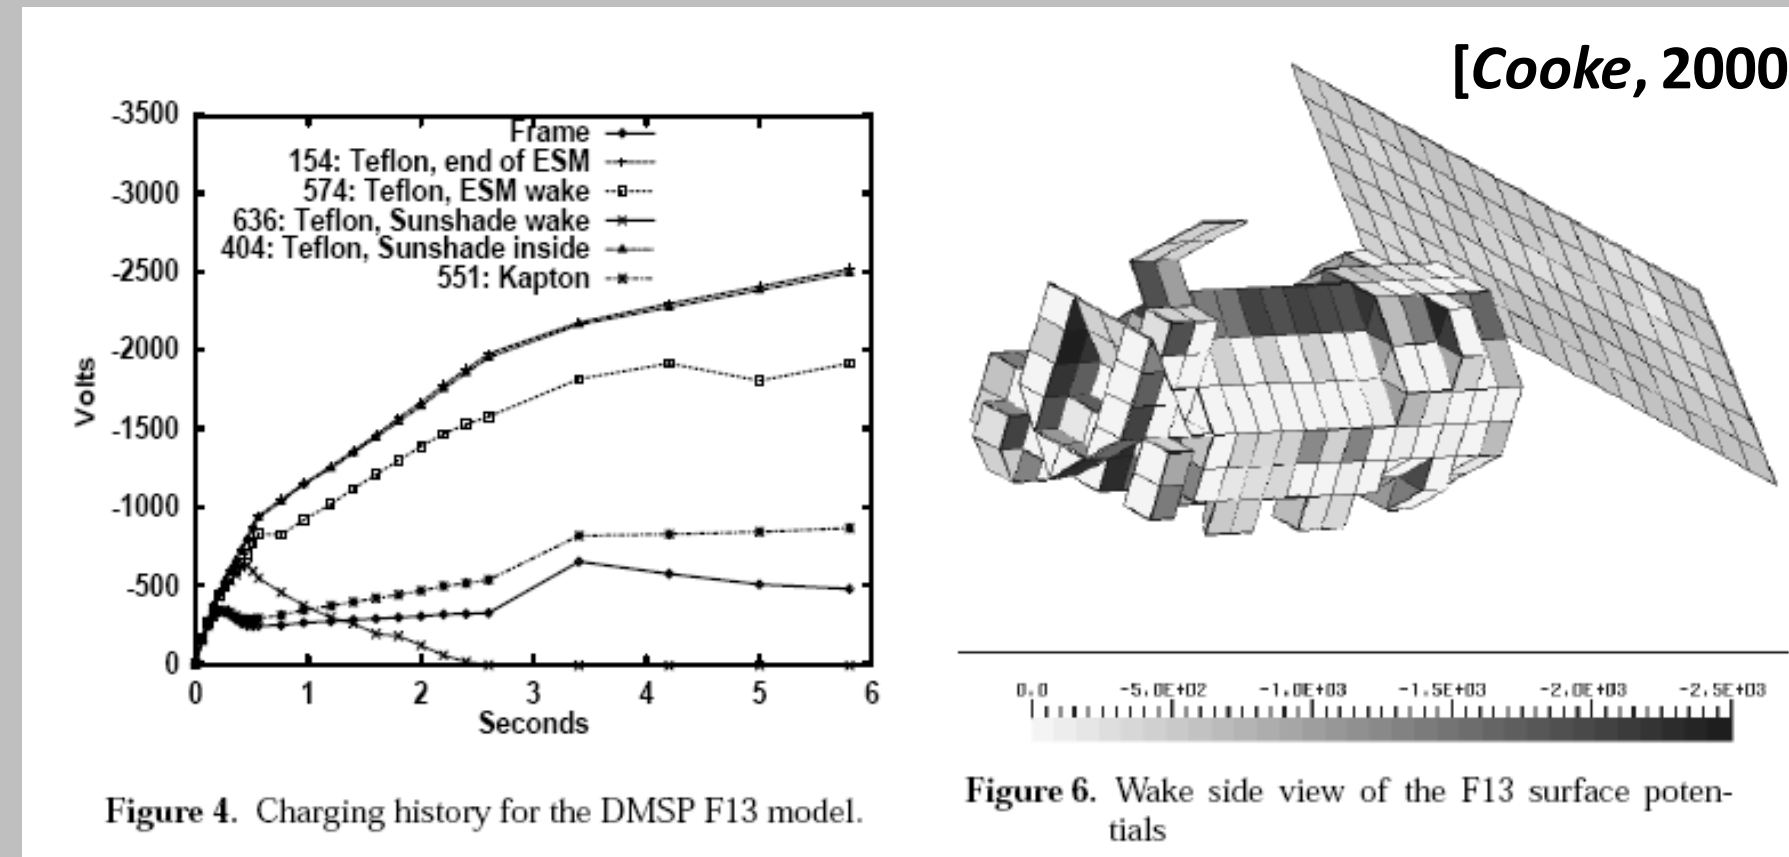 [Cooke, 2000
-3500
-3000
-2500
-2000
-1500
-1000
-500
0
Volts
Frame
154: Teflon, end of ESM
574: Teflon, ESM wake
636: Teflon, Sunshade wake
404: Teflon, Sunshade inside
551: Kapton
0 1 2 3 4 5 6
Seconds
Figure 4. Charging history for the DMSP F13 model.
0.0 -5.0E+02 -1.0E+03 -1.5E+03 -2.0E+03 -2.5E+03
Figure 6. Wake side view of the F13 surface poten-
tials